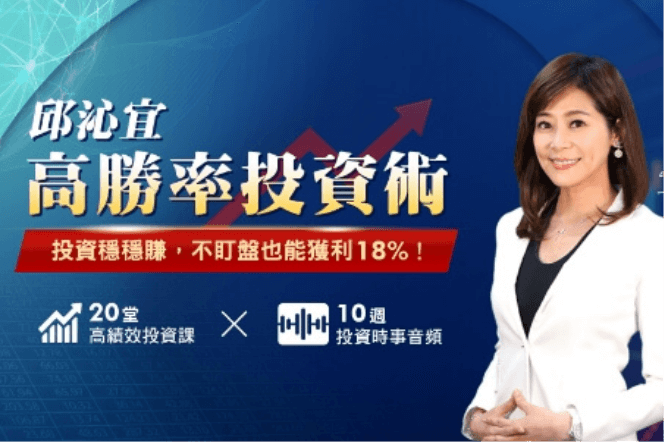 邱沁宜
高勝率投資術
投資穩穩賺，不盯盤也能獲利18%！
20堂
高績效投資課
10週
投資時事音頻